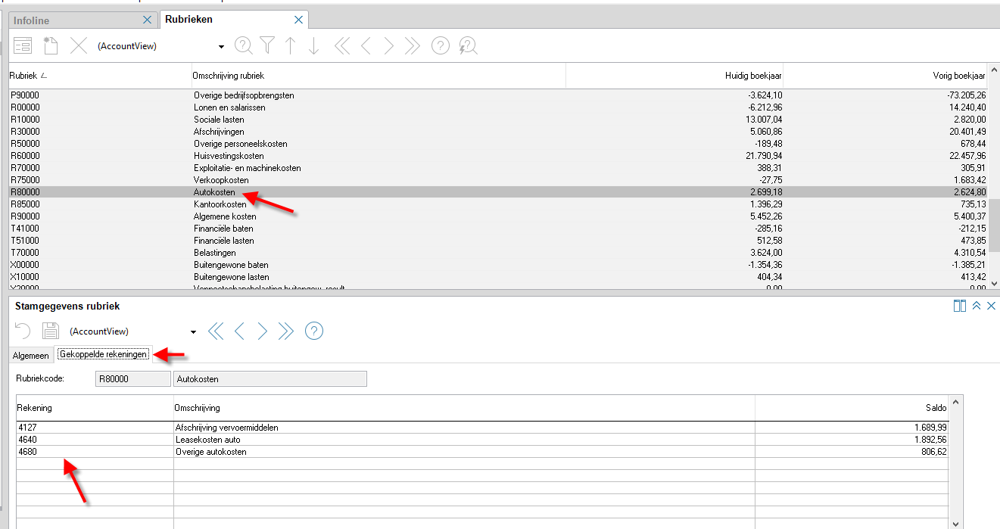 Infoline
Rubrieken
(AccountView)
Rubriek Omschrijving rubriek Huidig boekjaar Vorig boekjaar
P90000 Overige bedrijfsopbrengsten -3.624,10 -73.205,26
R00000 Lonen en salarissen -6.212,96 14.240,40
R10000 Sociale lasten 13.007,04 2.820,00
R30000 Afschrijvingen 5.060,86 20.401,49
R50000 Overige personeelskosten -189,48 678,44
R60000 Huisvestingskosten 21.790,94 22.457,96
R70000 Exploitatie- en machinekosten 388,31 305,91
R75000 Verkoopkosten -27,75 1.683,42
R80000 Autokosten 2.699,18 2.624,80
R85000 Kantoorkosten 1.396,29 735,13
R90000 Algemene kosten 5.452,26 5.400,37
T41000 Financiële baten -285,16 -212,15
T51000 Financiële lasten 512,58 473,85
T70000 Belastingen 3.624,00 4.310,54
X00000 Buitengewone baten -1.354,36 -1.385,21
X10000 Buitengewone lasten 404,34 413,42
X20000 Vennootschapsbelasting buitengew. result 0,00 0,00
Stamgegevens rubriek
(AccountView)
Algemeen Gekoppelde rekeningen
Rubriekcode: R80000 Autokosten
Rekening Omschrijving Saldo
4127 Afschrijving vervoermiddelen 1.689,99
4640 Leasekosten auto 1.892,56
4680 Overige autokosten 806,62